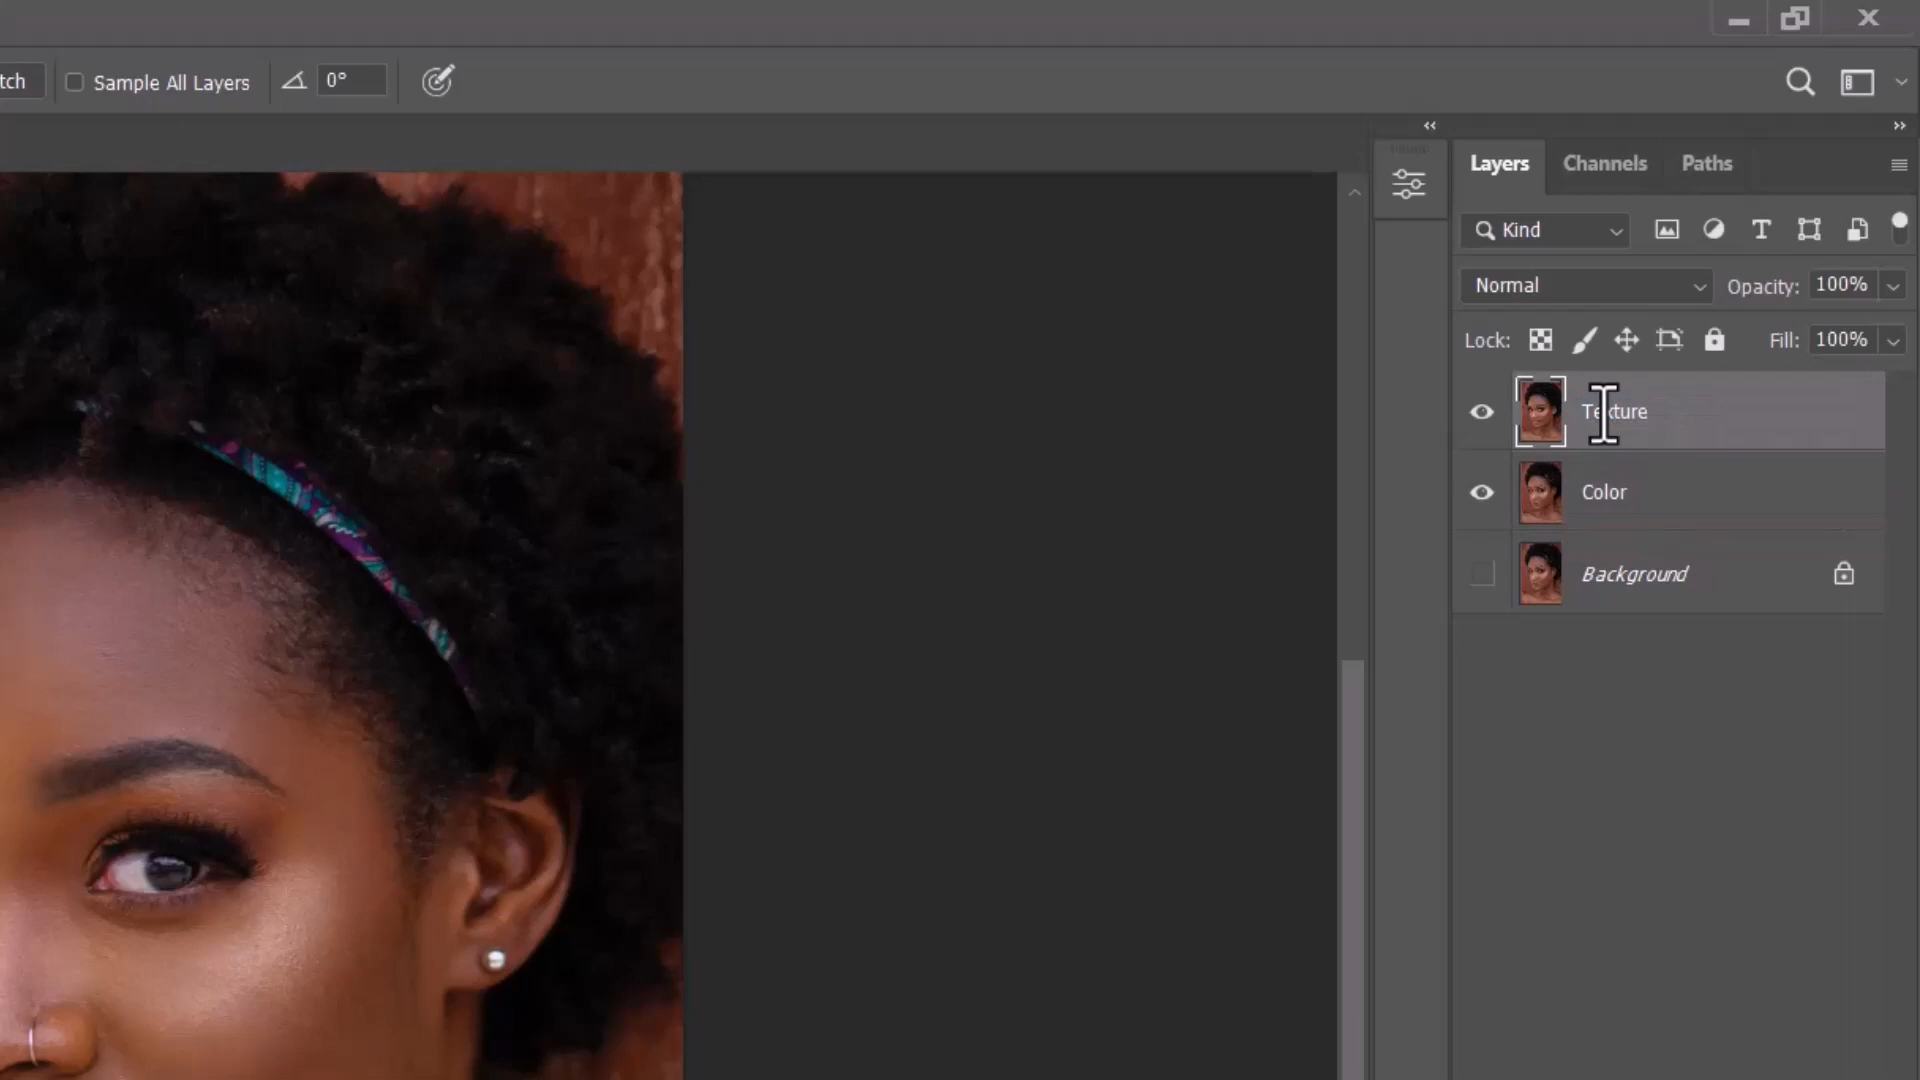 tch
Sample All Layers
0°
Layers
Channels
Paths
Kind
Normal
Opacity: 100%
Lock:
Fill: 100%
Texture
Color
Background